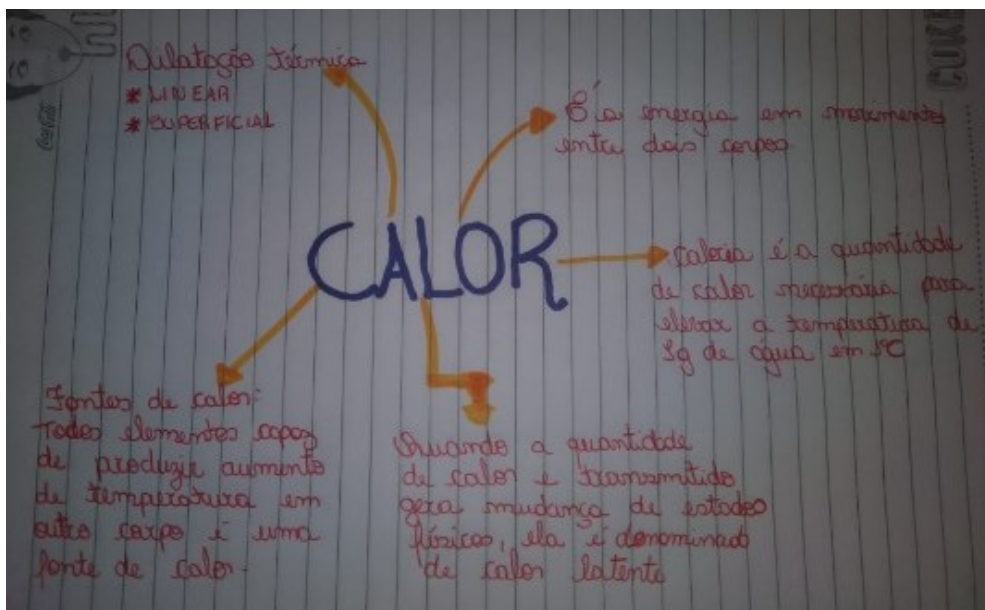 Dilatação térmica
* LINEAR
* SUPERFICIAL
É a energia em movimento
entre dois corpos
CALOR
Caloria é a quantidade
de calor necessária para
elevar a temperatura de
1g de água em 1°C
Fontes de calor:
Todos elementos capaz
de produzir aumento
de temperatura em
outro corpo é uma
fonte de calor.
Quando a quantidade
de calor e transmitido
gera mudança de estados
físicos, ela é denominado
de calor latente